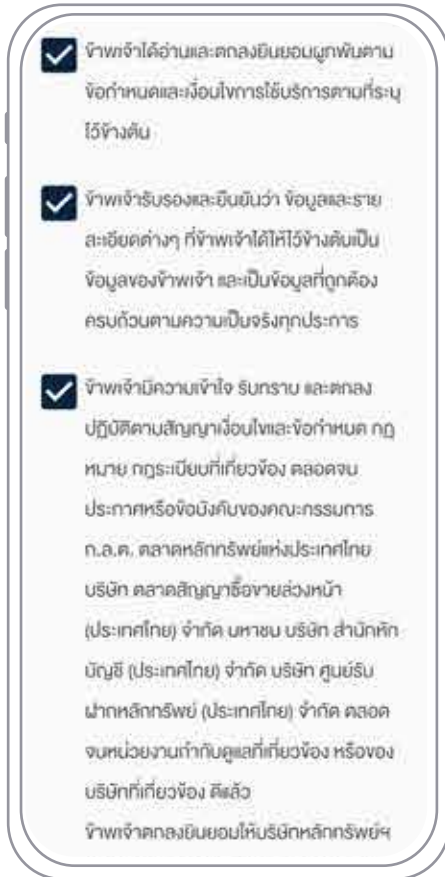 ข้าพเจ้าได้อ่านและตกลงยินยอมผูกพันตาม
ข้อกำหนดและเงื่อนไขการใช้บริการตามที่ระบุ
ไว้ข้างต้น
ข้าพเจ้ารับรองและยืนยันว่า ข้อมูลและราย
ละเอียดต่างๆ ที่ข้าพเจ้าได้ให้ไว้ข้างต้นเป็น
ข้อมูลของข้าพเจ้า และเป็นข้อมูลที่ถูกต้อง
ครบถ้วนตามความเป็นจริงทุกประการ
ข้าพเจ้ามีความเข้าใจ รับทราบ และตกลง
ปฏิบัติตามสัญญาเงื่อนไขและข้อกำหนด กฎ
หมาย กฎระเบียบที่เกี่ยวข้อง ตลอดจน
ประกาศหรือข้อบังคับของคณะกรรมการ
ก.ล.ต. ตลาดหลักทรัพย์แห่งประเทศไทย
บริษัท ตลาดสัญญาซื้อขายล่วงหน้า
(ประเทศไทย) จำกัด มหาชน บริษัท สำนักหัก
บัญชี (ประเทศไทย) จำกัด บริษัท ศูนย์รับ
ฝากหลักทรัพย์ (ประเทศไทย) จำกัด ตลอด
จนหน่วยงานกำกับดูแลที่เกี่ยวข้อง หรือของ
บริษัทที่เกี่ยวข้อง ดีแล้ว
ข้าพเจ้าตกลงยินยอมให้บริษัทหลักทรัพย์ฯ